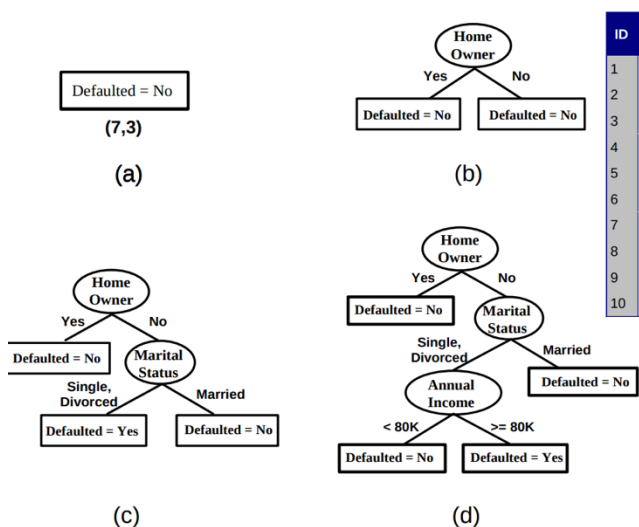 Defaulted = No
(7,3)
(a)
Home
Owner
Yes No
Defaulted = No Defaulted = No
(b)
ID
1
2
3
4
5
6
7
8
9
10
Home
Owner
Yes No
Defaulted = No
Marital
Status
Single,
Divorced
Married
Defaulted = Yes Defaulted = No
(c)
Home
Owner
Yes No
Defaulted = No
Marital
Status
Single,
Divorced
Married
Annual
Income
Defaulted = No
< 80K >= 80K
Defaulted = No Defaulted = Yes
(d)